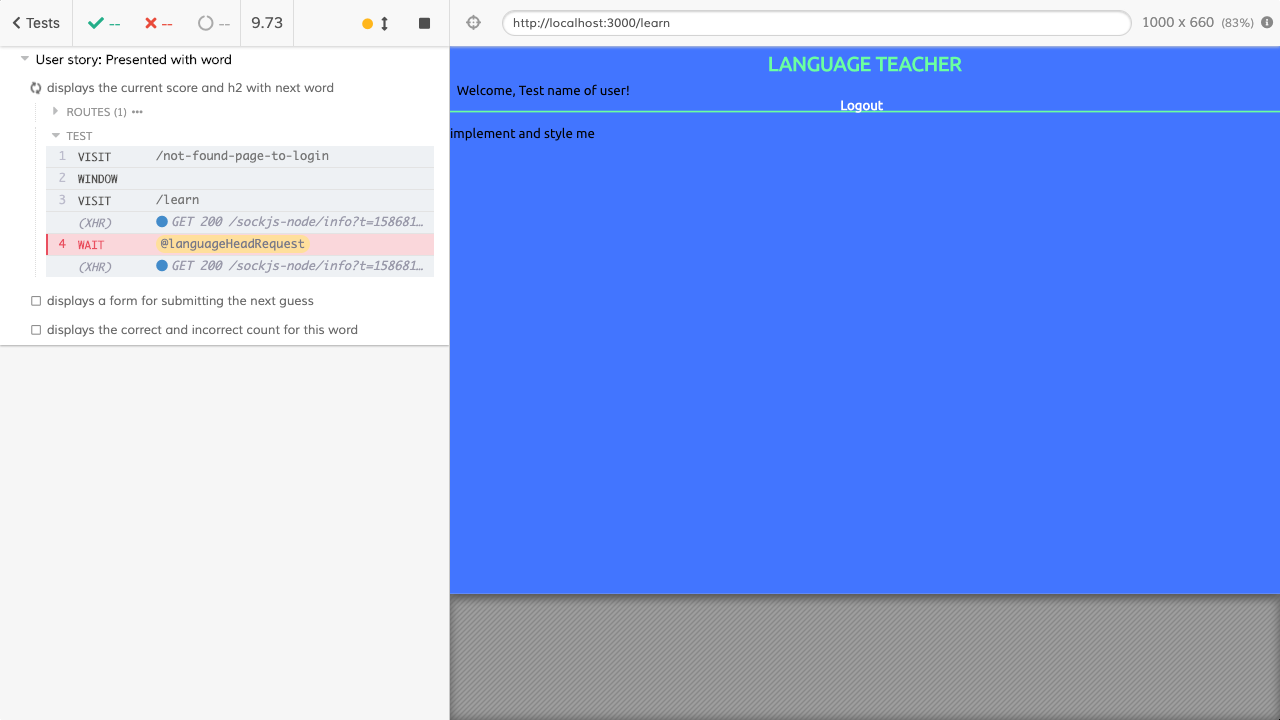 Tests
--
--
--
9.73
http://localhost:3000/learn
1000 x 660 (83%)
User story: Presented with word
displays the current score and h2 with next word
ROUTES (1)
TEST
1 VISIT /not-found-page-to-login
2 WINDOW
3 VISIT /learn
(XHR) GET 200 /sockjs-node/info?t=158681…
4 WAIT @languageHeadRequest
(XHR) GET 200 /sockjs-node/info?t=158681…
displays a form for submitting the next guess
displays the correct and incorrect count for this word
LANGUAGE TEACHER
Welcome, Test name of user!
Logout
implement and style me